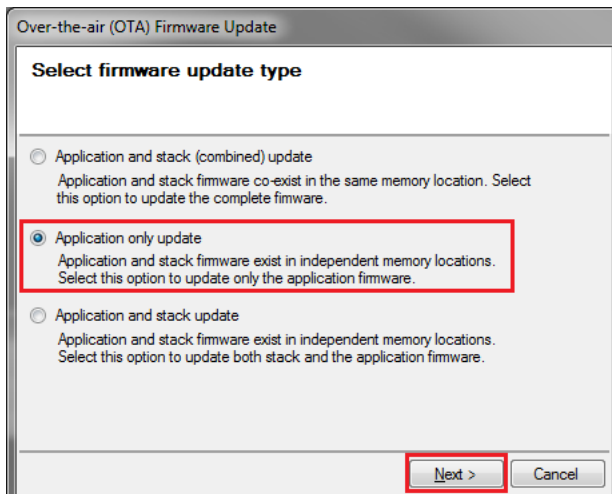 Over-the-air (OTA) Firmware Update
Select firmware update type
Application and stack (combined) update
Application and stack firmware co-exist in the same memory location. Select
this option to update the complete fimware.
Application only update
Application and stack firmware exist in independent memory locations.
Select this option to update only the application firmware.
Application and stack update
Application and stack firmware exist in independent memory locations.
Select this option to update both stack and the application firmware.
Next >
Cancel